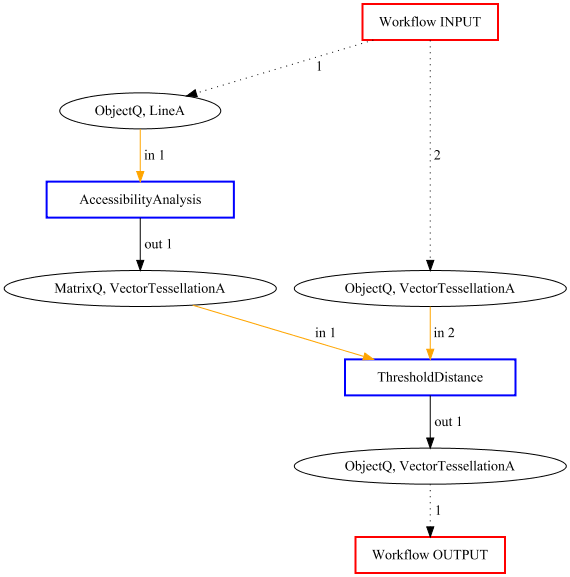 Workflow INPUT
1
ObjectQ, LineA
in 1
2
AccessibilityAnalysis
out 1
MatrixQ, VectorTessellationA
ObjectQ, VectorTessellationA
in 1
in 2
ThresholdDistance
out 1
ObjectQ, VectorTessellationA
1
Workflow OUTPUT